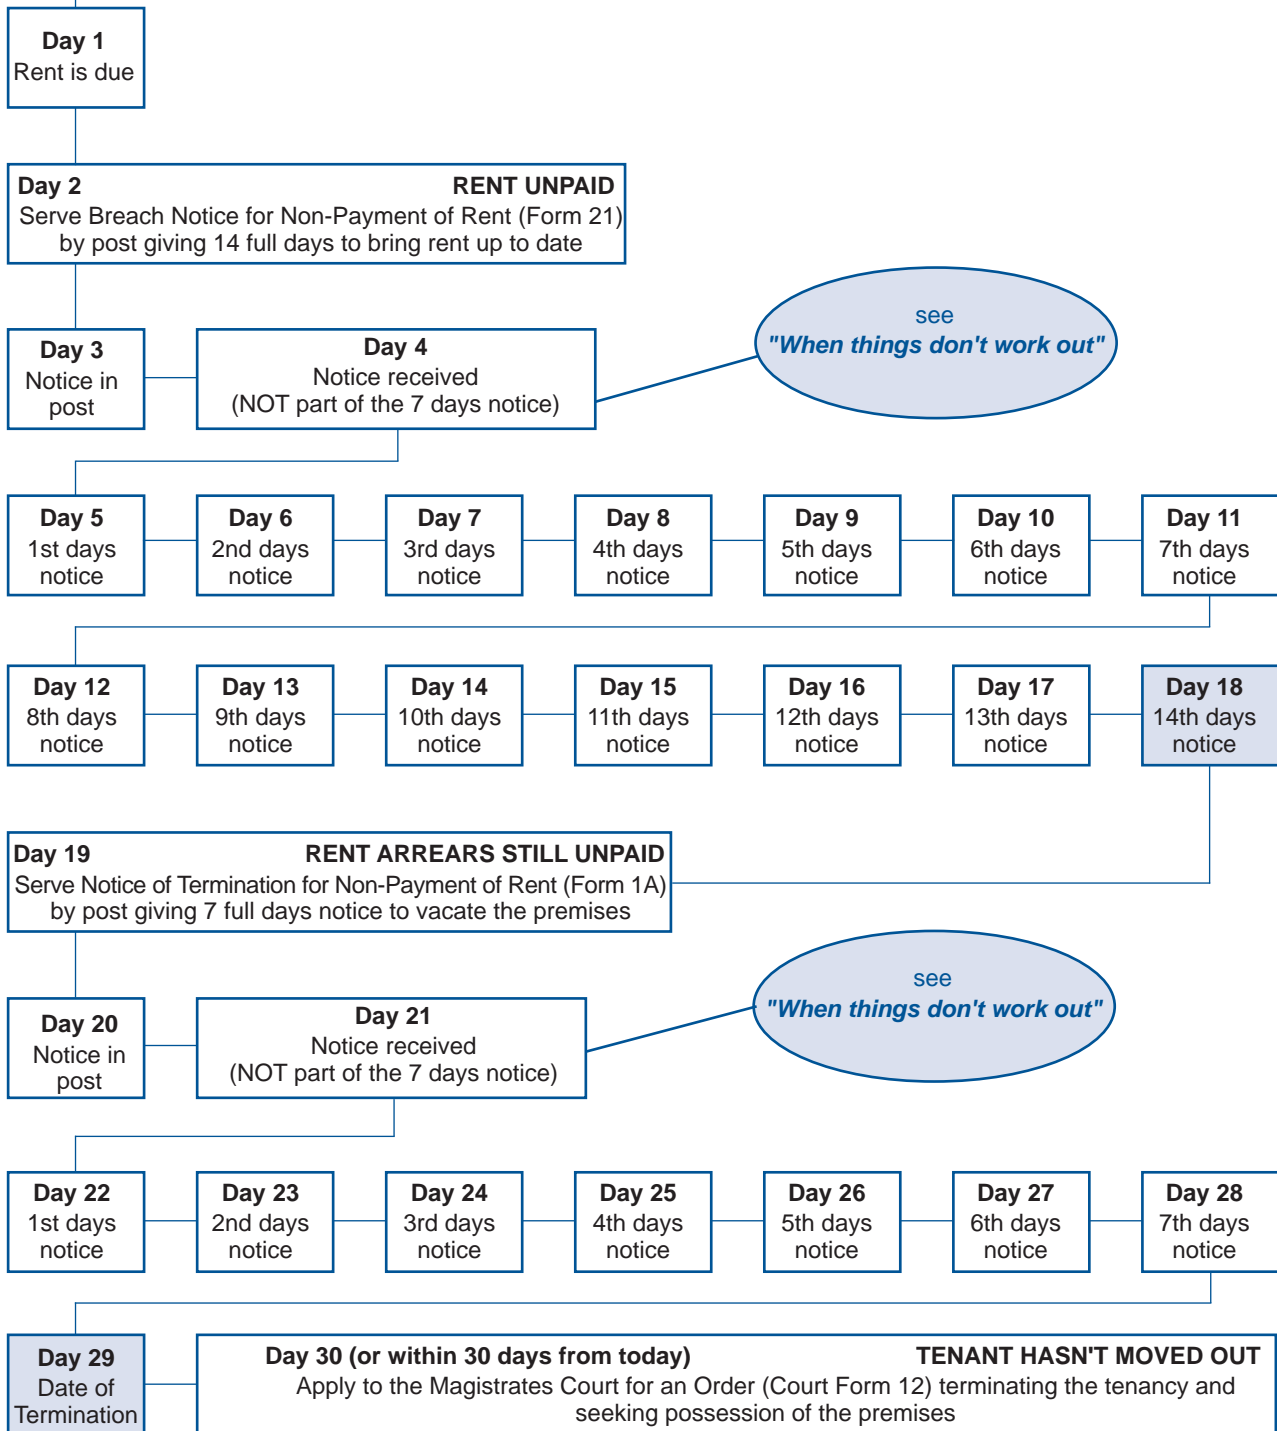 Day 1
Rent is due
Day 2 RENT UNPAID
Serve Breach Notice for Non-Payment of Rent (Form 21)
by post giving 14 full days to bring rent up to date
Day 3
Notice in
post
Day 4
Notice received
(NOT part of the 7 days notice)
see
"When things don't work out"
Day 5
1st days
notice
Day 6
2nd days
notice
Day 7
3rd days
notice
Day 8
4th days
notice
Day 9
5th days
notice
Day 10
6th days
notice
Day 11
7th days
notice
Day 12
8th days
notice
Day 13
9th days
notice
Day 14
10th days
notice
Day 15
11th days
notice
Day 16
12th days
notice
Day 17
13th days
notice
Day 18
14th days
notice
Day 19 RENT ARREARS STILL UNPAID
Serve Notice of Termination for Non-Payment of Rent (Form 1A)
by post giving 7 full days notice to vacate the premises
Day 20
Notice in
post
Day 21
Notice received
(NOT part of the 7 days notice)
see
"When things don't work out"
Day 22
1st days
notice
Day 23
2nd days
notice
Day 24
3rd days
notice
Day 25
4th days
notice
Day 26
5th days
notice
Day 27
6th days
notice
Day 28
7th days
notice
Day 29
Date of
Termination
Day 30 (or within 30 days from today) TENANT HASN'T MOVED OUT
Apply to the Magistrates Court for an Order (Court Form 12) terminating the tenancy and
seeking possession of the premises